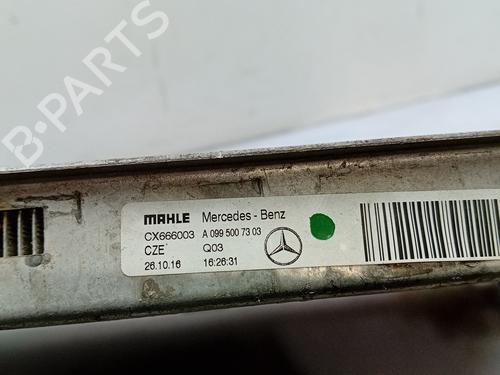 B-PARTS
MAHLE Mercedes-Benz
CX666003 A 099 500 73 03
CZE Q03
26.10.16 16:26:31